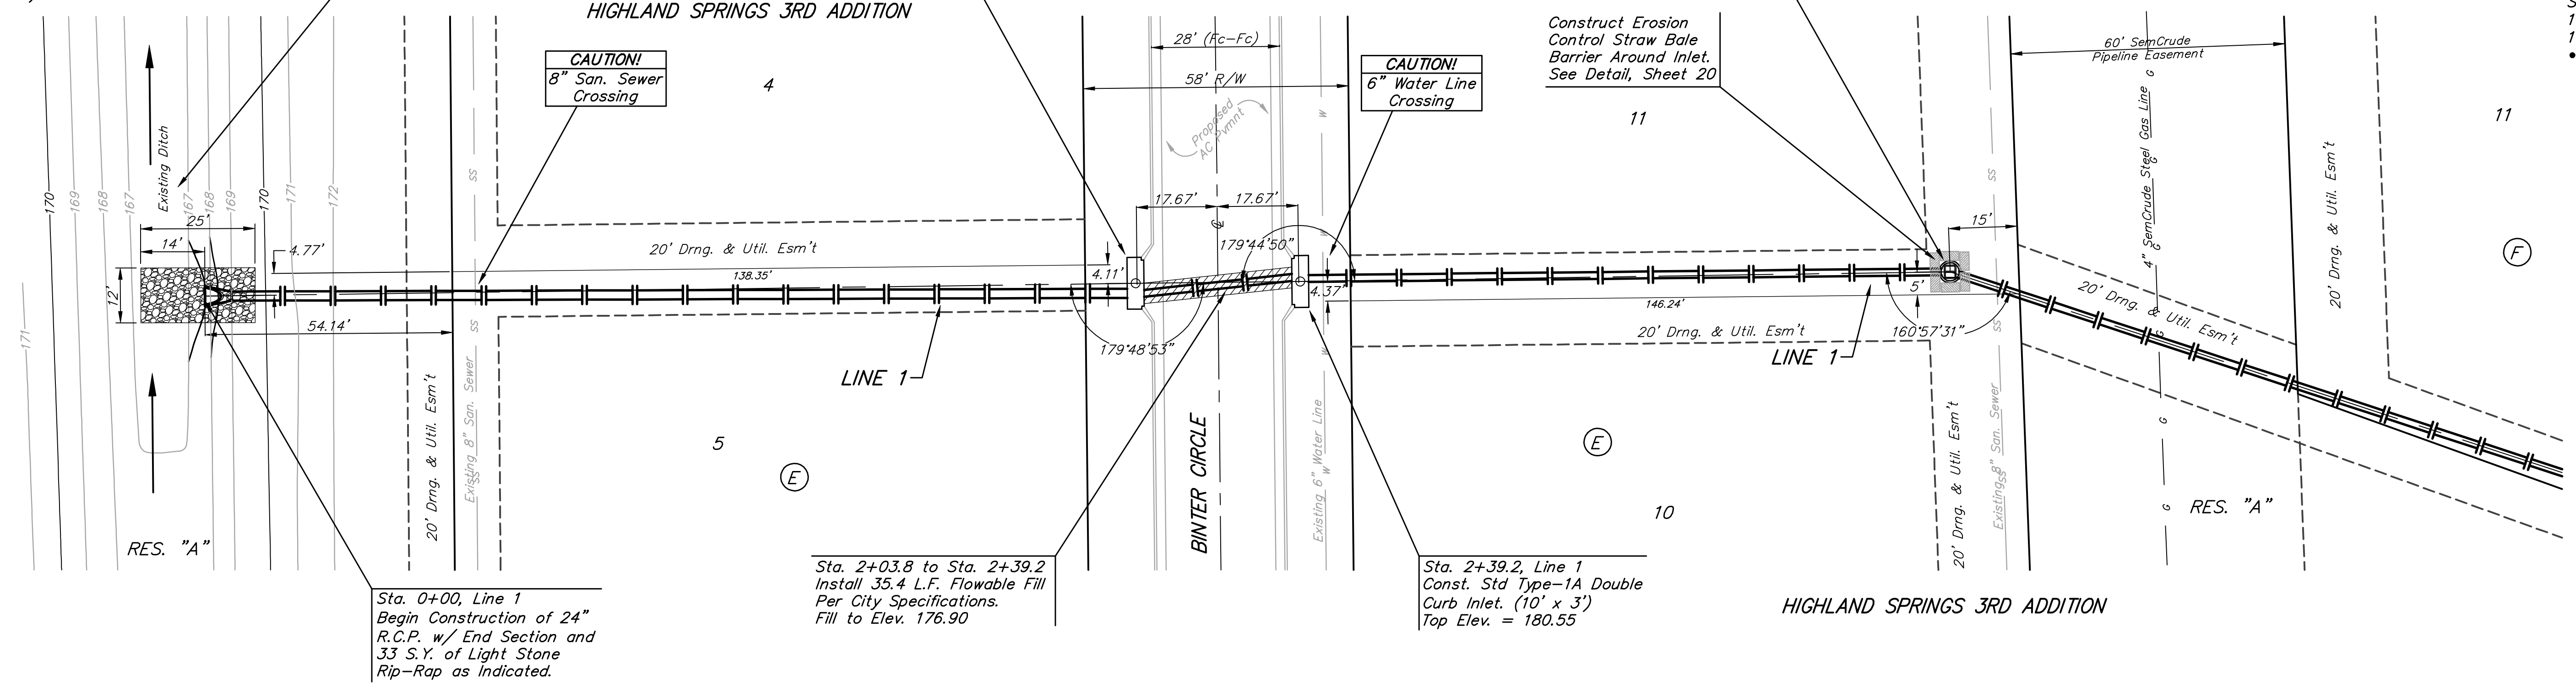 HIGHLAND SPRINGS 3RD ADDITION
CAUTION!
8" San. Sewer
Crossing
4
28' (Fc-Fc)
58' R/W
CAUTION!
6" Water Line
Crossing
Construct Erosion
Control Straw Bale
Barrier Around Inlet.
See Detail, Sheet 20
11
60' SemCrude
Pipeline Easement
11
Existing Ditch
Proposed
AC Pvmnt
4" SemCrude Steel Gas Line
G
G
G
G
G
G
20' Drng. & Util. Esm't
170
169
168
167
167
168
169
170
171
172
SS
W
SS
25'
14'
4.77'
12'
54.14'
20' Drng. & Util. Esm't
138.35'
4.11'
17.67'
17.67'
℄
179°44'50"
4.37'
W
15'
5'
146.24'
20' Drng. & Util. Esm't
160°57'31"
20' Drng. & Util. Esm't
F
171
179°48'53"
LINE 1
LINE 1
SS
W
SS
20' Drng. & Util. Esm't
Existing 8" San. Sewer
SS
5
E
BINTER CIRCLE
Existing 6" Water Line
W
E
10
20' Drng. & Util. Esm't
Existing 8" San. Sewer
SS
RES. "A"
RES. "A"
Sta. 0+00, Line 1
Begin Construction of 24"
R.C.P. w/ End Section and
33 S.Y. of Light Stone
Rip-Rap as Indicated.
Sta. 2+03.8 to Sta. 2+39.2
Install 35.4 L.F. Flowable Fill
Per City Specifications.
Fill to Elev. 176.90
Sta. 2+39.2, Line 1
Const. Std Type-1A Double
Curb Inlet. (10' x 3')
Top Elev. = 180.55
HIGHLAND SPRINGS 3RD ADDITION